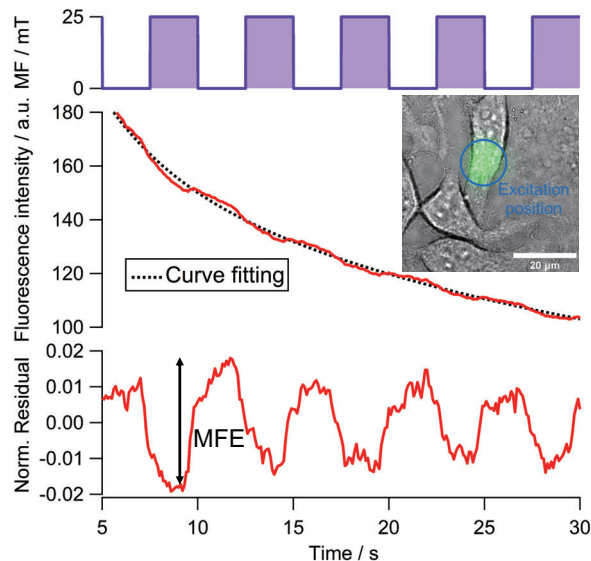 25
MF / mT
0
180
160
140
120
100
Fluorescence intensity / a.u.
Excitation
position
20 μm
Curve fitting
0.02
0.01
0.00
-0.01
-0.02
Norm. Residual
MFE
5
10
15
20
25
30
Time / s